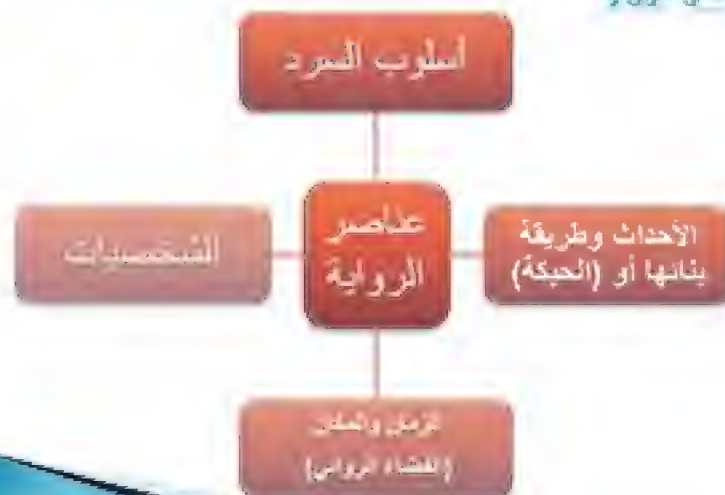 أسلوب السرد
عناصر
الرواية
الأحداث وطريقة
بنائها أو (الحبكة)
الشخصيات
الزمان والمكان
(الفضاء الروائي)